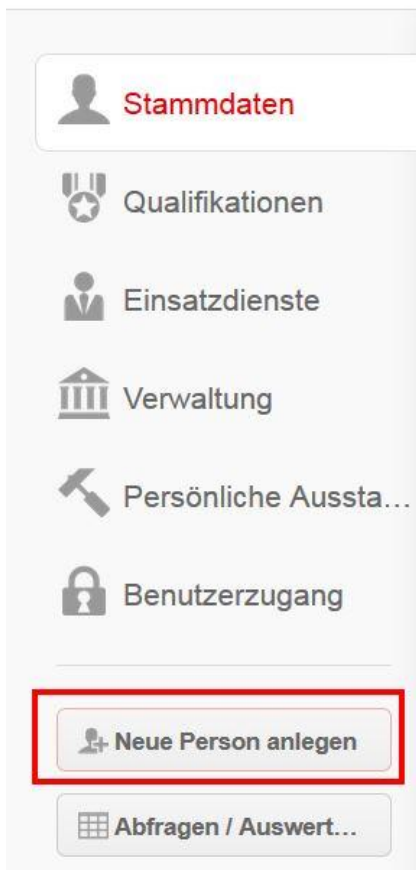 Stammdaten
Qualifikationen
Einsatzdienste
Verwaltung
Persönliche Aussta...
Benutzerzugang
Neue Person anlegen
Abfragen / Auswert...